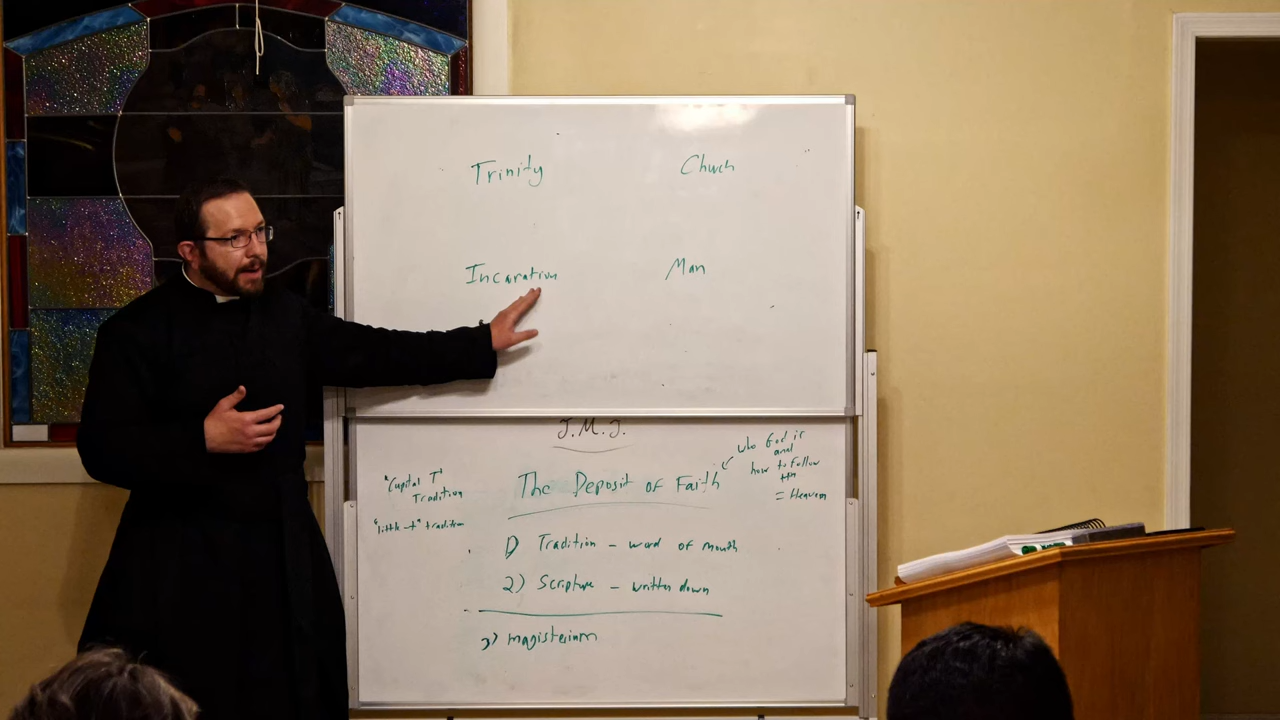 Trinity
Church
Incaration
Man
J.M.J.
The Deposit of Faith
who God is
and
how to follow
Him
= Heaven
"Capital T"
Tradition
"little -t" tradition
1) Tradition - word of mouth
2) Scripture - written down
3) magisterium